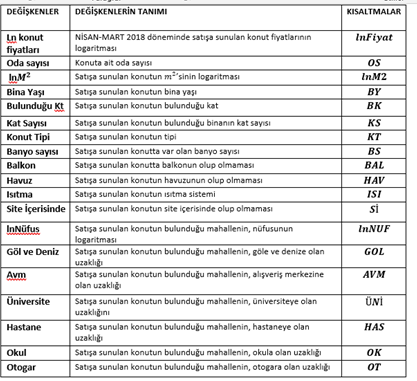 DEĞİŞKENLER DEĞİŞKENLERİN TANIMI KISALTMALAR
Ln konut fiyatları NİSAN-MART 2018 döneminde satışa sunulan konut fiyatlarının logaritması lnFiyat
Oda sayısı Konuta ait oda sayısı OS
lnM² Satışa sunulan konutun m²'sinin logaritması lnM2
Bina Yaşı Satışa sunulan konutun bina yaşı BY
Bulunduğu Kt Satışa sunulan konutun bulunduğu kat BK
Kat Sayısı Satışa sunulan konutun bulunduğu binanın kat sayısı KS
Konut Tipi Satışa sunulan konutun tipi KT
Banyo sayısı Satışa sunulan konutta var olan banyo sayısı BS
Balkon Satışa sunulan konutta balkonun olup olmaması BAL
Havuz Satışa sunulan konutun havuzunun olup olmaması HAV
Isıtma Satışa sunulan konutun ısıtma sistemi ISI
Site İçerisinde Satışa sunulan konutun site içerisinde olup olmaması Sİ
lnNüfus Satışa sunulan konutun bulunduğu mahallenin, nüfusunun logaritması lnNUF
Göl ve Deniz Satışa sunulan konutun bulunduğu mahallenin, göle ve denize olan uzaklığı GOL
Avm Satışa sunulan konutun bulunduğu mahallenin, alışveriş merkezine olan uzaklığı AVM
Üniversite Satışa sunulan konutun bulunduğu mahallenin, üniversiteye olan uzaklığını ÜNİ
Hastane Satışa sunulan konutun bulunduğu mahallenin, hastaneye olan uzaklığı HAS
Okul Satışa sunulan konutun bulunduğu mahallenin, okula olan uzaklığı OK
Otogar Satışa sunulan konutun bulunduğu mahallenin, otogara olan uzaklığı OT